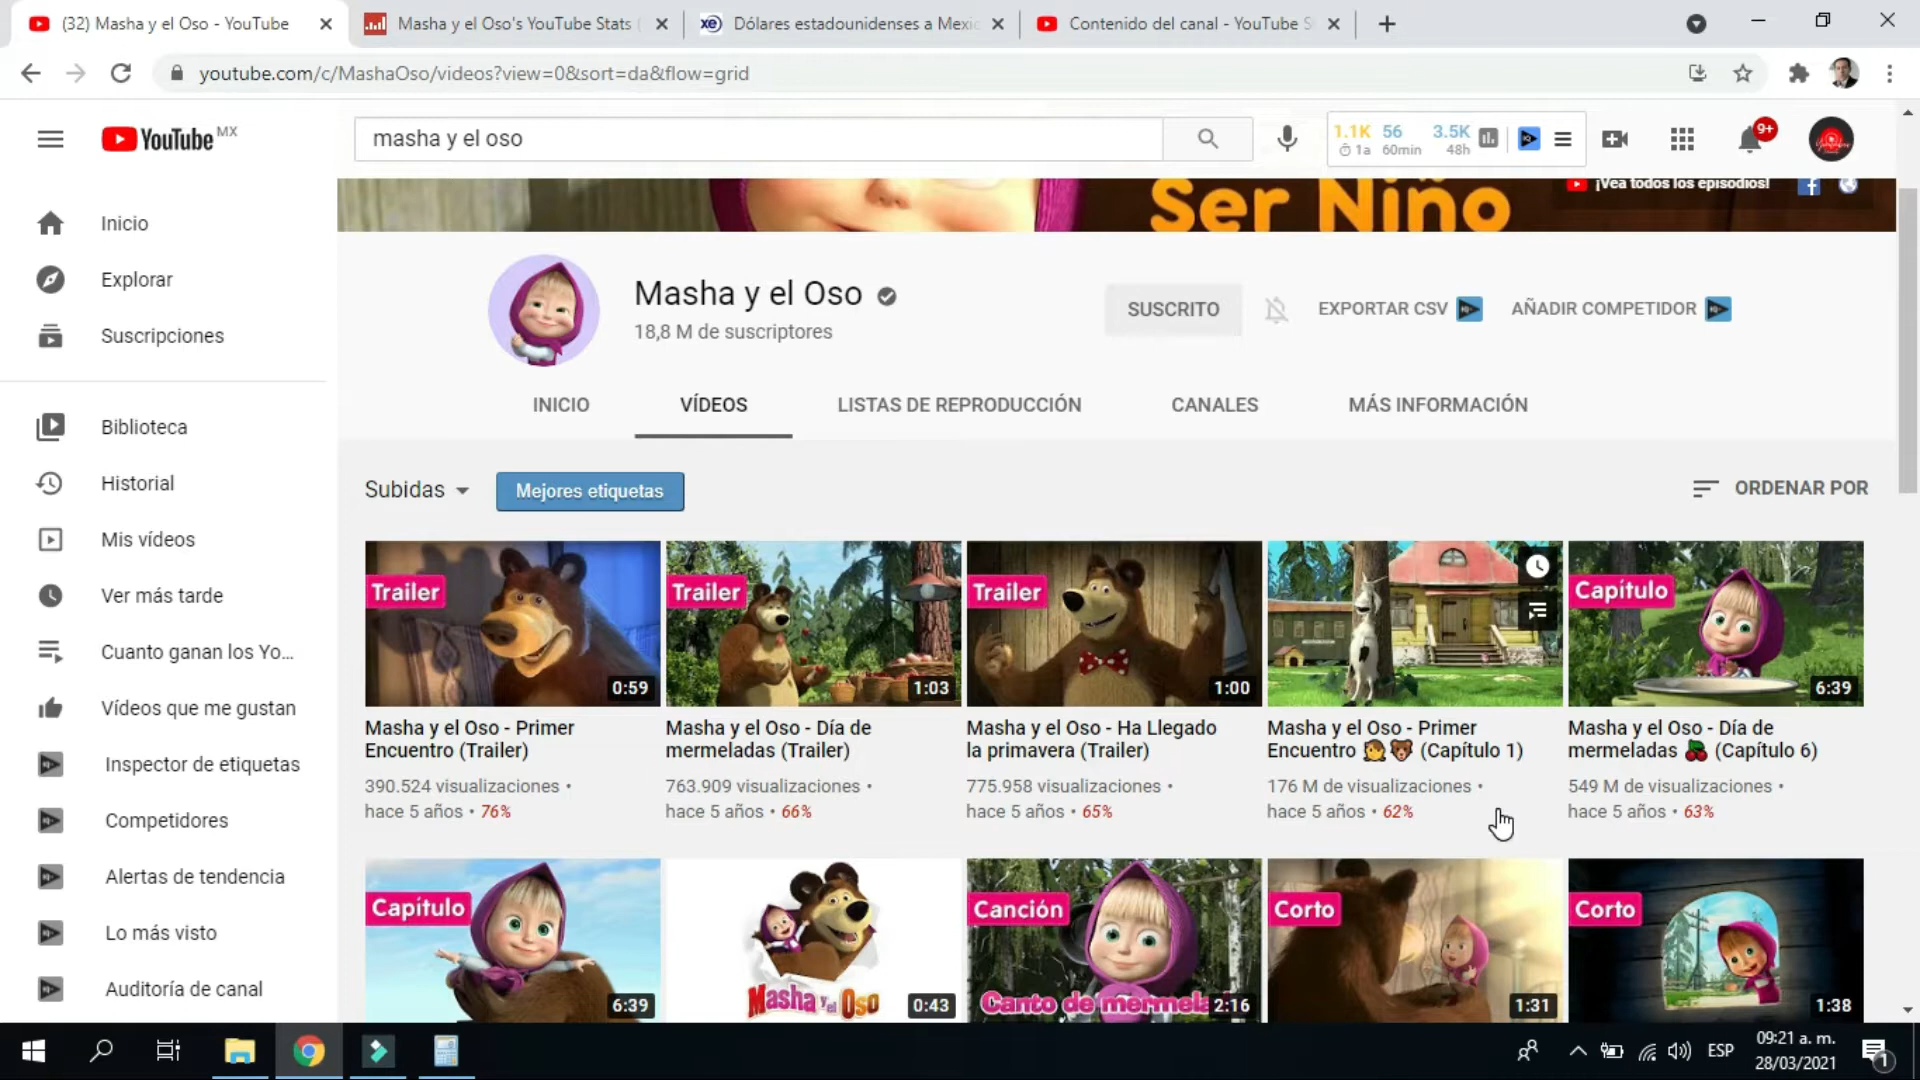 (32) Masha y el Oso - YouTube
Masha y el Oso's YouTube Stats (
xe Dólares estadounidenses a Mexic
Contenido del canal - YouTube S
youtube.com/c/MashaOso/videos?view=0&sort=da&flow=grid
YouTube MX
masha y el oso
1.1K 56 3.5K
1a 60min 48h
9+
Ser Niño
¡Vea todos los episodios!
Inicio
Explorar
Suscripciones
Biblioteca
Historial
Mis vídeos
Ver más tarde
Cuanto ganan los Yo...
Vídeos que me gustan
Inspector de etiquetas
Competidores
Alertas de tendencia
Lo más visto
Auditoría de canal
Masha y el Oso
18,8 M de suscriptores
SUSCRITO
EXPORTAR CSV
AÑADIR COMPETIDOR
INICIO
VÍDEOS
LISTAS DE REPRODUCCIÓN
CANALES
MÁS INFORMACIÓN
Subidas
Mejores etiquetas
ORDENAR POR
Trailer
0:59
Masha y el Oso - Primer
Encuentro (Trailer)
390.524 visualizaciones •
hace 5 años • 76%
Trailer
1:03
Masha y el Oso - Día de
mermeladas (Trailer)
763.909 visualizaciones •
hace 5 años • 66%
Trailer
1:00
Masha y el Oso - Ha Llegado
la primavera (Trailer)
775.958 visualizaciones •
hace 5 años • 65%
Masha y el Oso - Primer
Encuentro 👧🐻 (Capítulo 1)
176 M de visualizaciones •
hace 5 años • 62%
Capítulo
6:39
Masha y el Oso - Día de
mermeladas 🍒 (Capítulo 6)
549 M de visualizaciones •
hace 5 años • 63%
Capítulo
6:39
Masha y el Oso
0:43
Canción
Canto de mermela
2:16
Corto
1:31
Corto
1:38
ESP
09:21 a. m.
28/03/2021
1